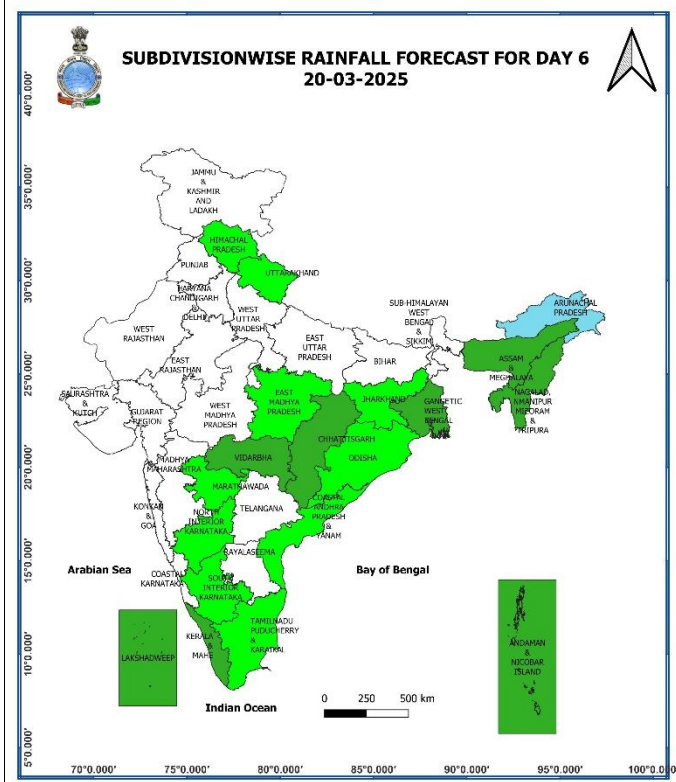 SUBDIVISIONWISE RAINFALL FORECAST FOR DAY 6
20-03-2025
40°0.000'
35°0.000'
30°0.000'
25°0.000'
20°0.000'
15°0.000'
10°0.000'
5°0.000'
JAMMU
&
KASHMIR
AND
LADAKH
HIMACHAL
PRADESH
PUNJAB
UTTARAKHAND
HARYANA
CHANDIGARH
&
DELHI
WEST
UTTAR
PRADESH
SUB-HIMALAYAN
WEST
BENGAL
&
SIKKIM
ARUNACHAL
PRADESH
WEST
RAJASTHAN
EAST
UTTAR
PRADESH
EAST
RAJASTHAN
BIHAR
ASSAM
&
MEGHALAYA
SAURASHTRA
&
KUTCH
GUJARAT
REGION
WEST
MADHYA
PRADESH
EAST
MADHYA
PRADESH
JHARKHAND
GANGETIC
WEST
BENGAL
NAGALAD,
MANIPUR
MIZORAM
&
TRIPURA
CHHATTISGARH
VIDARBHA
ODISHA
MADHYA
MAHARASHTRA
MARATHAWADA
KONKAN
&
GOA
NORTH
INTERIOR
KARNATAKA
TELANGANA
COASTAL
ANDHRA
PRADESH
&
YANAM
RAYALASEEMA
Arabian Sea
COASTAL
KARNATAKA
SOUTH
INTERIOR
KARNATAKA
Bay of Bengal
TAMILNADU
PUDUCHERRY
&
KARAIKAL
KERALA
&
MAHE
LAKSHADWEEP
ANDAMAN
&
NICOBAR
ISLAND
Indian Ocean
0 250 500 km
70°0.000' 75°0.000' 80°0.000' 85°0.000' 90°0.000' 95°0.000' 100°0.000'